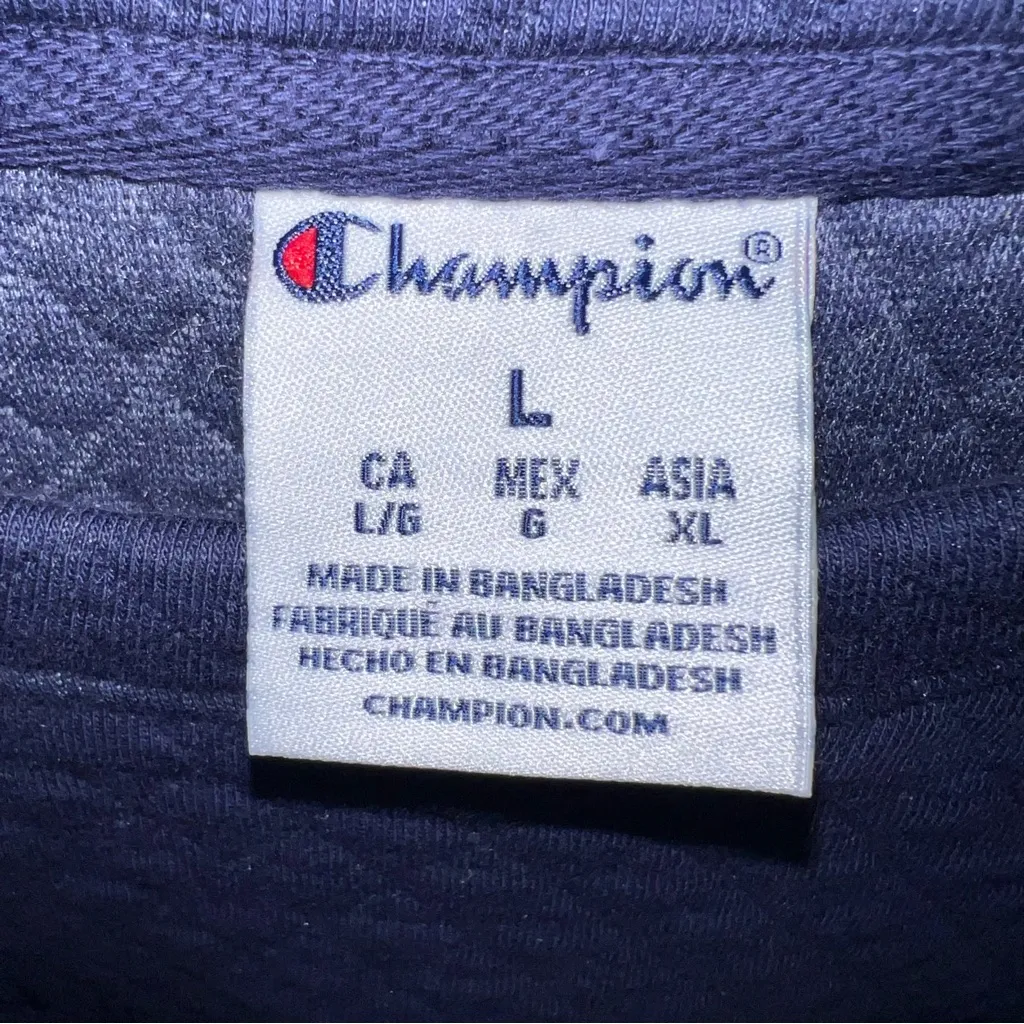 Champion®
L
CA MEX ASIA
L/G G XL
MADE IN BANGLADESH
FABRIQUÉ AU BANGLADESH
HECHO EN BANGLADESH
CHAMPION.COM